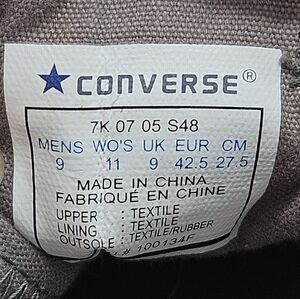 CONVERSE®
7K 07 05 S48
MENS WO'S UK EUR CM
9 11 9 42.5 27.5
MADE IN CHINA
FABRIQUÉ EN CHINE
UPPER : TEXTILE
LINING : TEXTILE
OUTSOLE : TEXTILE/RUBBER
# 100134F